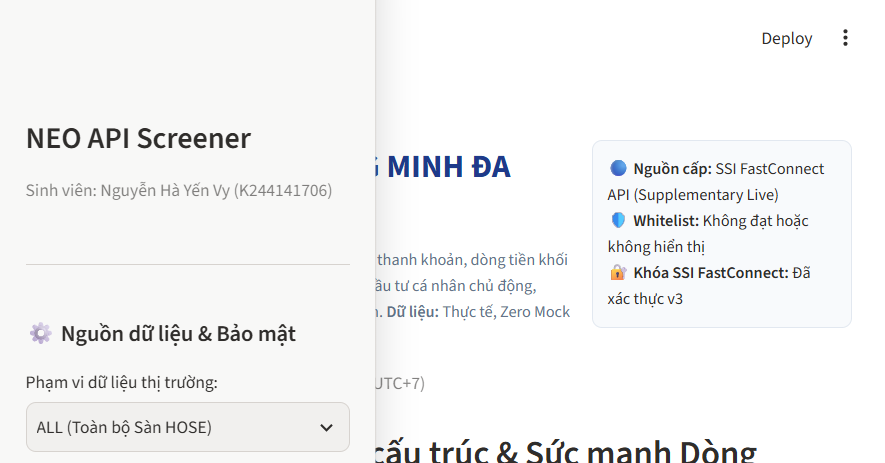 Deploy
NEO API Screener
Sinh viên: Nguyễn Hà Yến Vy (K244141706)
Nguồn dữ liệu & Bảo mật
Phạm vi dữ liệu thị trường:
ALL (Toàn bộ Sàn HOSE)
MINH ĐA
thanh khoản, dòng tiền khối
tư cá nhân chủ động,
Dữ liệu: Thực tế, Zero Mock
UTC+7)
cấu trúc & Sức mạnh Dòng
Nguồn cấp: SSI FastConnect
API (Supplementary Live)
Whitelist: Không đạt hoặc
không hiển thị
Khóa SSI FastConnect: Đã
xác thực v3